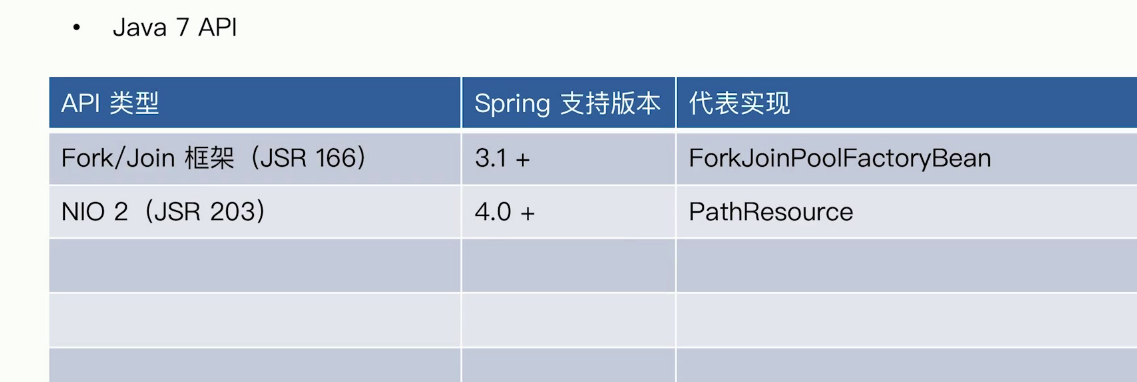 • Java 7 API
API 类型 Spring 支持版本 代表实现
Fork/Join 框架（JSR 166） 3.1 + ForkJoinPoolFactoryBean
NIO 2（JSR 203） 4.0 + PathResource